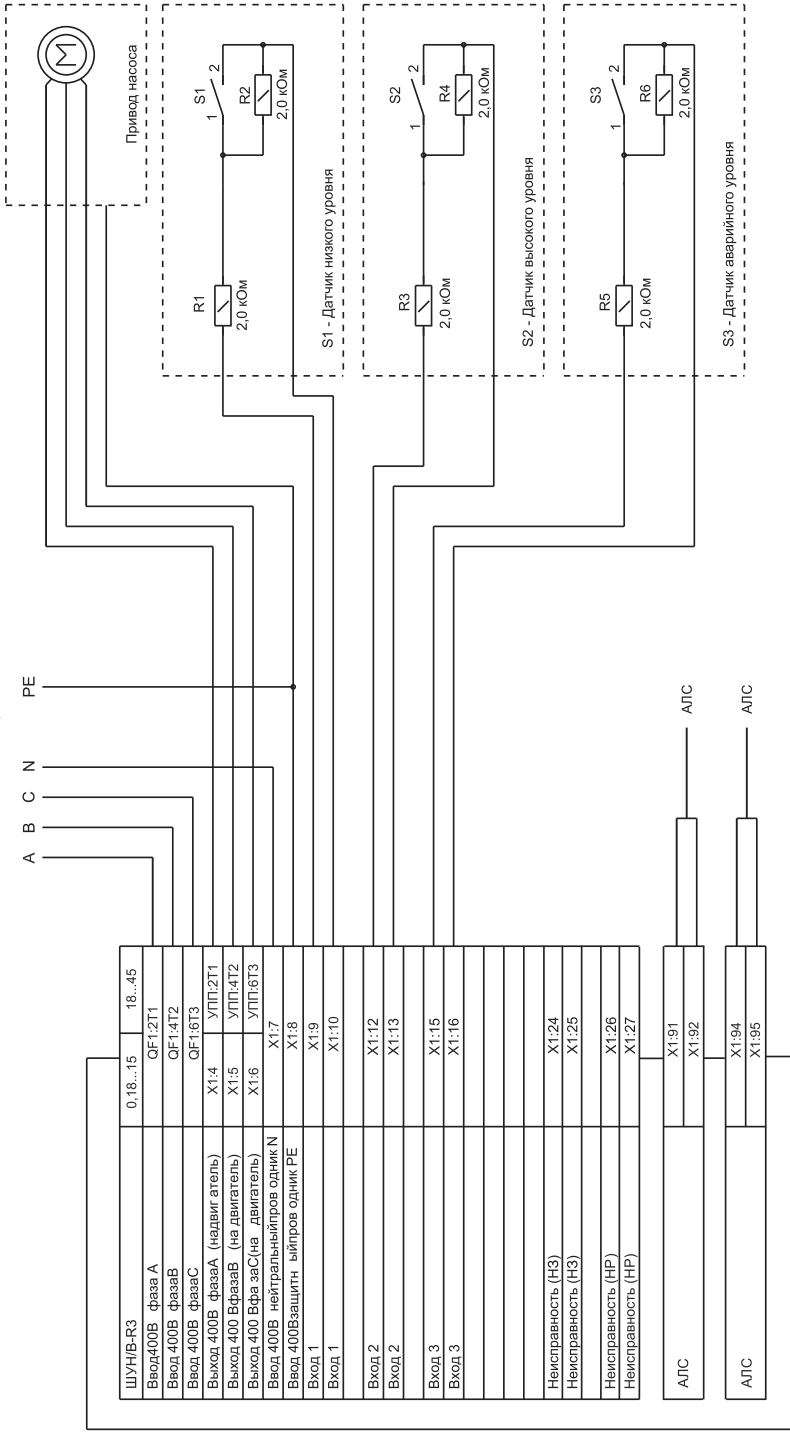 Привод насоса
M
S1
1
2
R2
2,0 кОм
R1
2,0 кОм
S1 - Датчик низкого уровня
S2
1
2
R4
2,0 кОм
R3
2,0 кОм
S2 - Датчик высокого уровня
S3
1
2
R6
2,0 кОм
R5
2,0 кОм
S3 - Датчик аварийного уровня
A
B
C
N
PE
ШУН/В-R3 0,18...15 18...45
Ввод400В фаза А QF1:2T1
Ввод 400В фазаВ QF1:4T2
Ввод 400В фазаС QF1:6T3
Выход 400В фазаА (надвиг атель) X1:4 УПП:2T1
Выход 400 ВфазаВ (на двигатель) X1:5 УПП:4T2
Выход 400 Вфа заС(на двигатель) X1:6 УПП:6T3
Ввод 400В нейтральныйпров одник N X1:7
Ввод 400Взащитн ыйпров одник PE X1:8
Вход 1 X1:9
Вход 1 X1:10
Вход 2 X1:12
Вход 2 X1:13
Вход 3 X1:15
Вход 3 X1:16
Неисправность (НЗ) X1:24
Неисправность (НЗ) X1:25
Неисправность (НР) X1:26
Неисправность (НР) X1:27
АЛС
X1:91
X1:92
АЛС
АЛС
X1:94
X1:95
АЛС